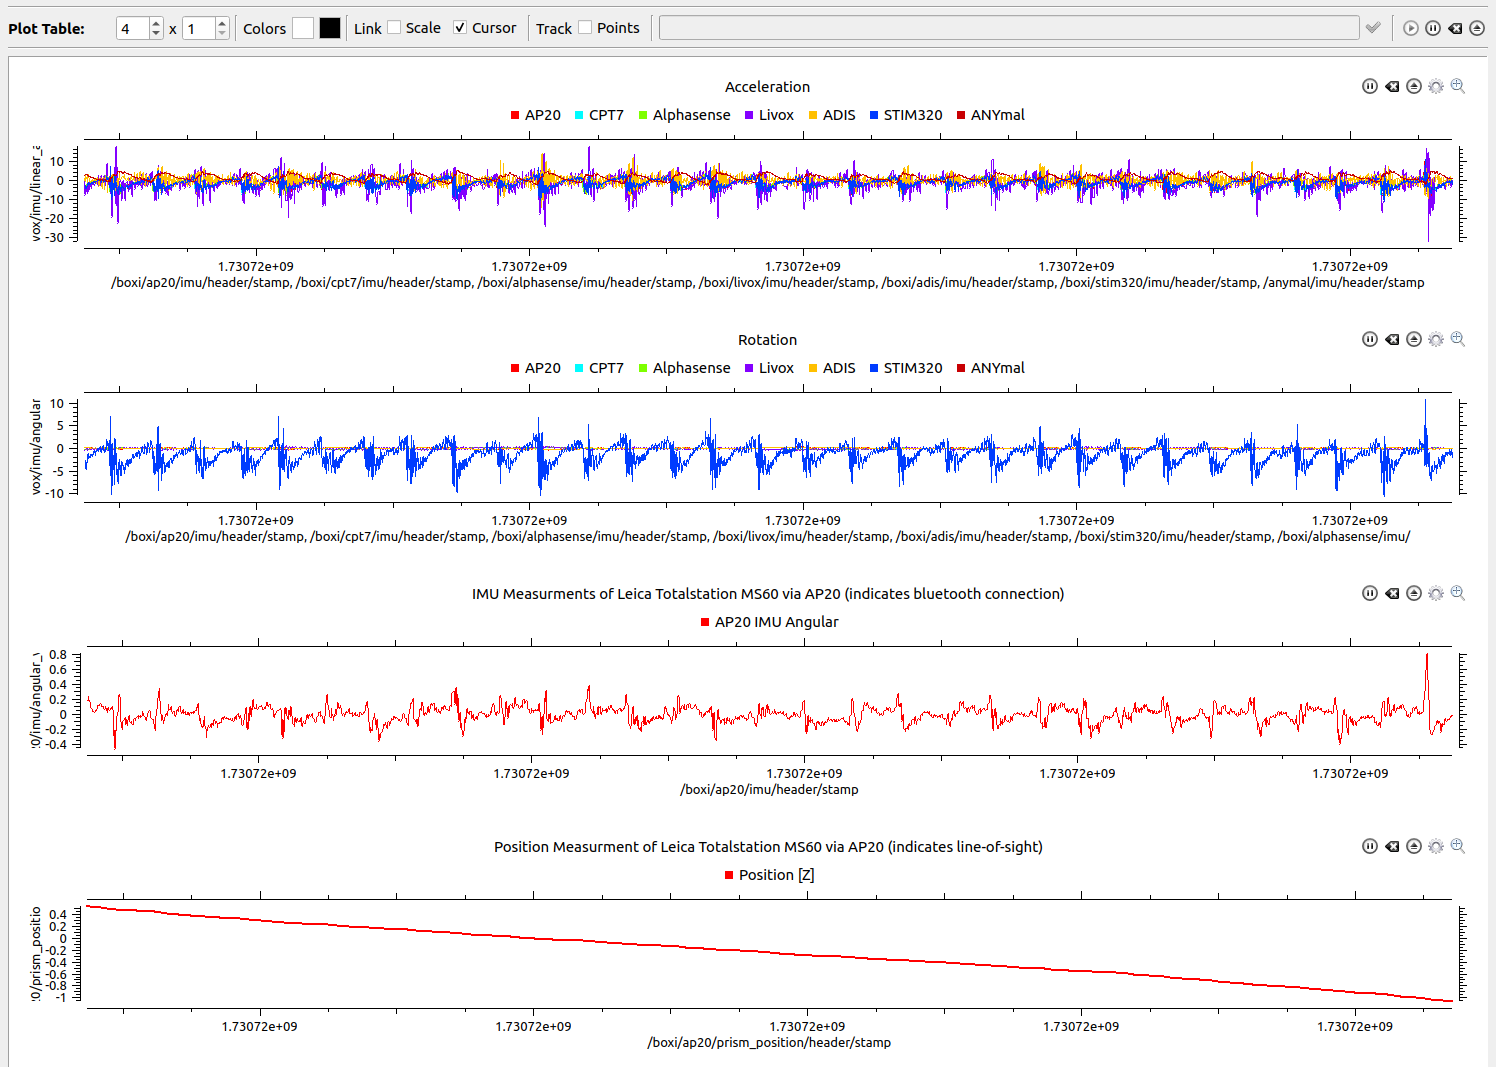 Plot Table: 4 x 1 Colors Link Scale Cursor Track Points
Acceleration
AP20 CPT7 Alphasense Livox ADIS STIM320 ANYmal
vox/imu/linear_a
10
0
-10
-20
-30
1.73072e+09 1.73072e+09 1.73072e+09 1.73072e+09 1.73072e+09
/boxi/ap20/imu/header/stamp, /boxi/cpt7/imu/header/stamp, /boxi/alphasense/imu/header/stamp, /boxi/livox/imu/header/stamp, /boxi/adis/imu/header/stamp, /boxi/stim320/imu/header/stamp, /anymal/imu/header/stamp
Rotation
AP20 CPT7 Alphasense Livox ADIS STIM320 ANYmal
vox/imu/angular
10
5
0
-5
-10
1.73072e+09 1.73072e+09 1.73072e+09 1.73072e+09 1.73072e+09
/boxi/ap20/imu/header/stamp, /boxi/cpt7/imu/header/stamp, /boxi/alphasense/imu/header/stamp, /boxi/livox/imu/header/stamp, /boxi/adis/imu/header/stamp, /boxi/stim320/imu/header/stamp, /boxi/alphasense/imu/
IMU Measurments of Leica Totalstation MS60 via AP20 (indicates bluetooth connection)
AP20 IMU Angular
:0/imu/angular_v
0.8
0.6
0.4
0.2
0
-0.2
-0.4
1.73072e+09 1.73072e+09 1.73072e+09 1.73072e+09 1.73072e+09
/boxi/ap20/imu/header/stamp
Position Measurment of Leica Totalstation MS60 via AP20 (indicates line-of-sight)
Position [Z]
:0/prism_positio
0.4
0.2
0
-0.2
-0.4
-0.6
-0.8
-1
1.73072e+09 1.73072e+09 1.73072e+09 1.73072e+09 1.73072e+09
/boxi/ap20/prism_position/header/stamp